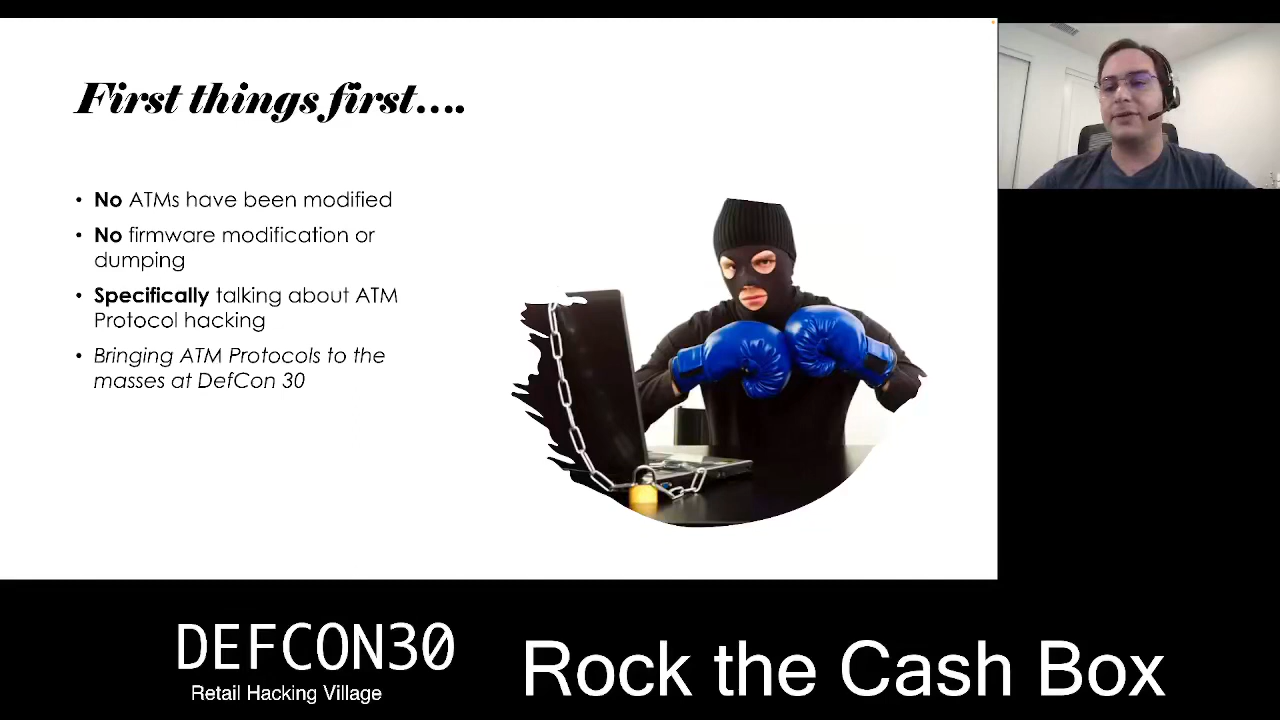 First things first....
• No ATMs have been modified
• No firmware modification or
dumping
• Specifically talking about ATM
Protocol hacking
• Bringing ATM Protocols to the
masses at DefCon 30
DEFCON30
Retail Hacking Village
Rock the Cash Box